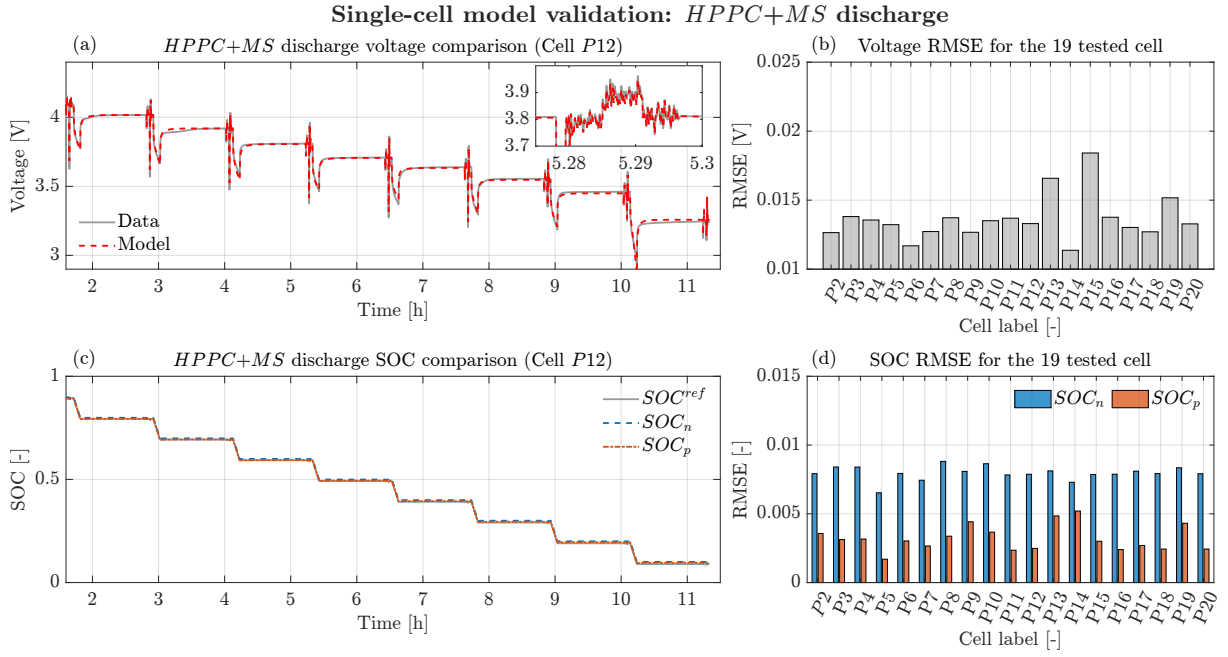 Single-cell model validation: HPPC+MS discharge
(a) HPPC+MS discharge voltage comparison (Cell P12)
Voltage [V]
4
3.5
3
Data
Model
3.9
3.8
3.7
5.28 5.29 5.3
2 3 4 5 6 7 8 9 10 11
Time [h]
(b) Voltage RMSE for the 19 tested cell
RMSE [V]
0.025
0.02
0.015
0.01
P2 P3 P4 P5 P6 P7 P8 P9 P10 P11 P12 P13 P14 P15 P16 P17 P18 P19 P20
Cell label [-]
(c) HPPC+MS discharge SOC comparison (Cell P12)
SOC [-]
1
0.5
0
SOC^ref
SOC_n
SOC_p
2 3 4 5 6 7 8 9 10 11
Time [h]
(d) SOC RMSE for the 19 tested cell
RMSE [-]
0.015
0.01
0.005
0
SOC_n SOC_p
P2 P3 P4 P5 P6 P7 P8 P9 P10 P11 P12 P13 P14 P15 P16 P17 P18 P19 P20
Cell label [-]